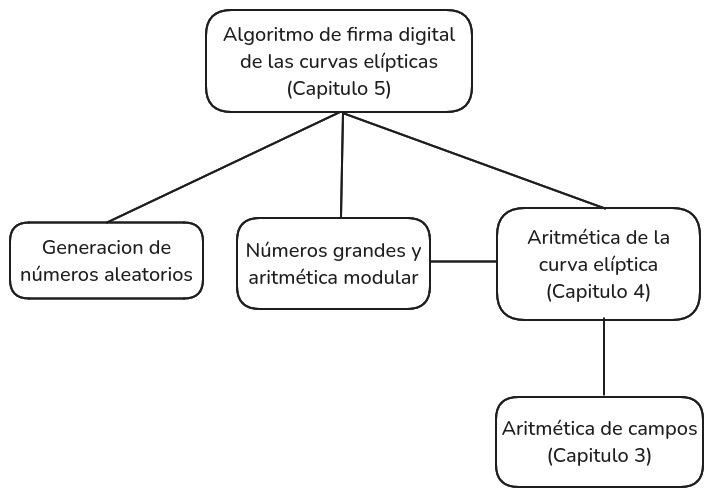 Algoritmo de firma digital
de las curvas elípticas
(Capitulo 5)
Generacion de
números aleatorios
Números grandes y
aritmética modular
Aritmética de la
curva elíptica
(Capitulo 4)
Aritmética de campos
(Capitulo 3)